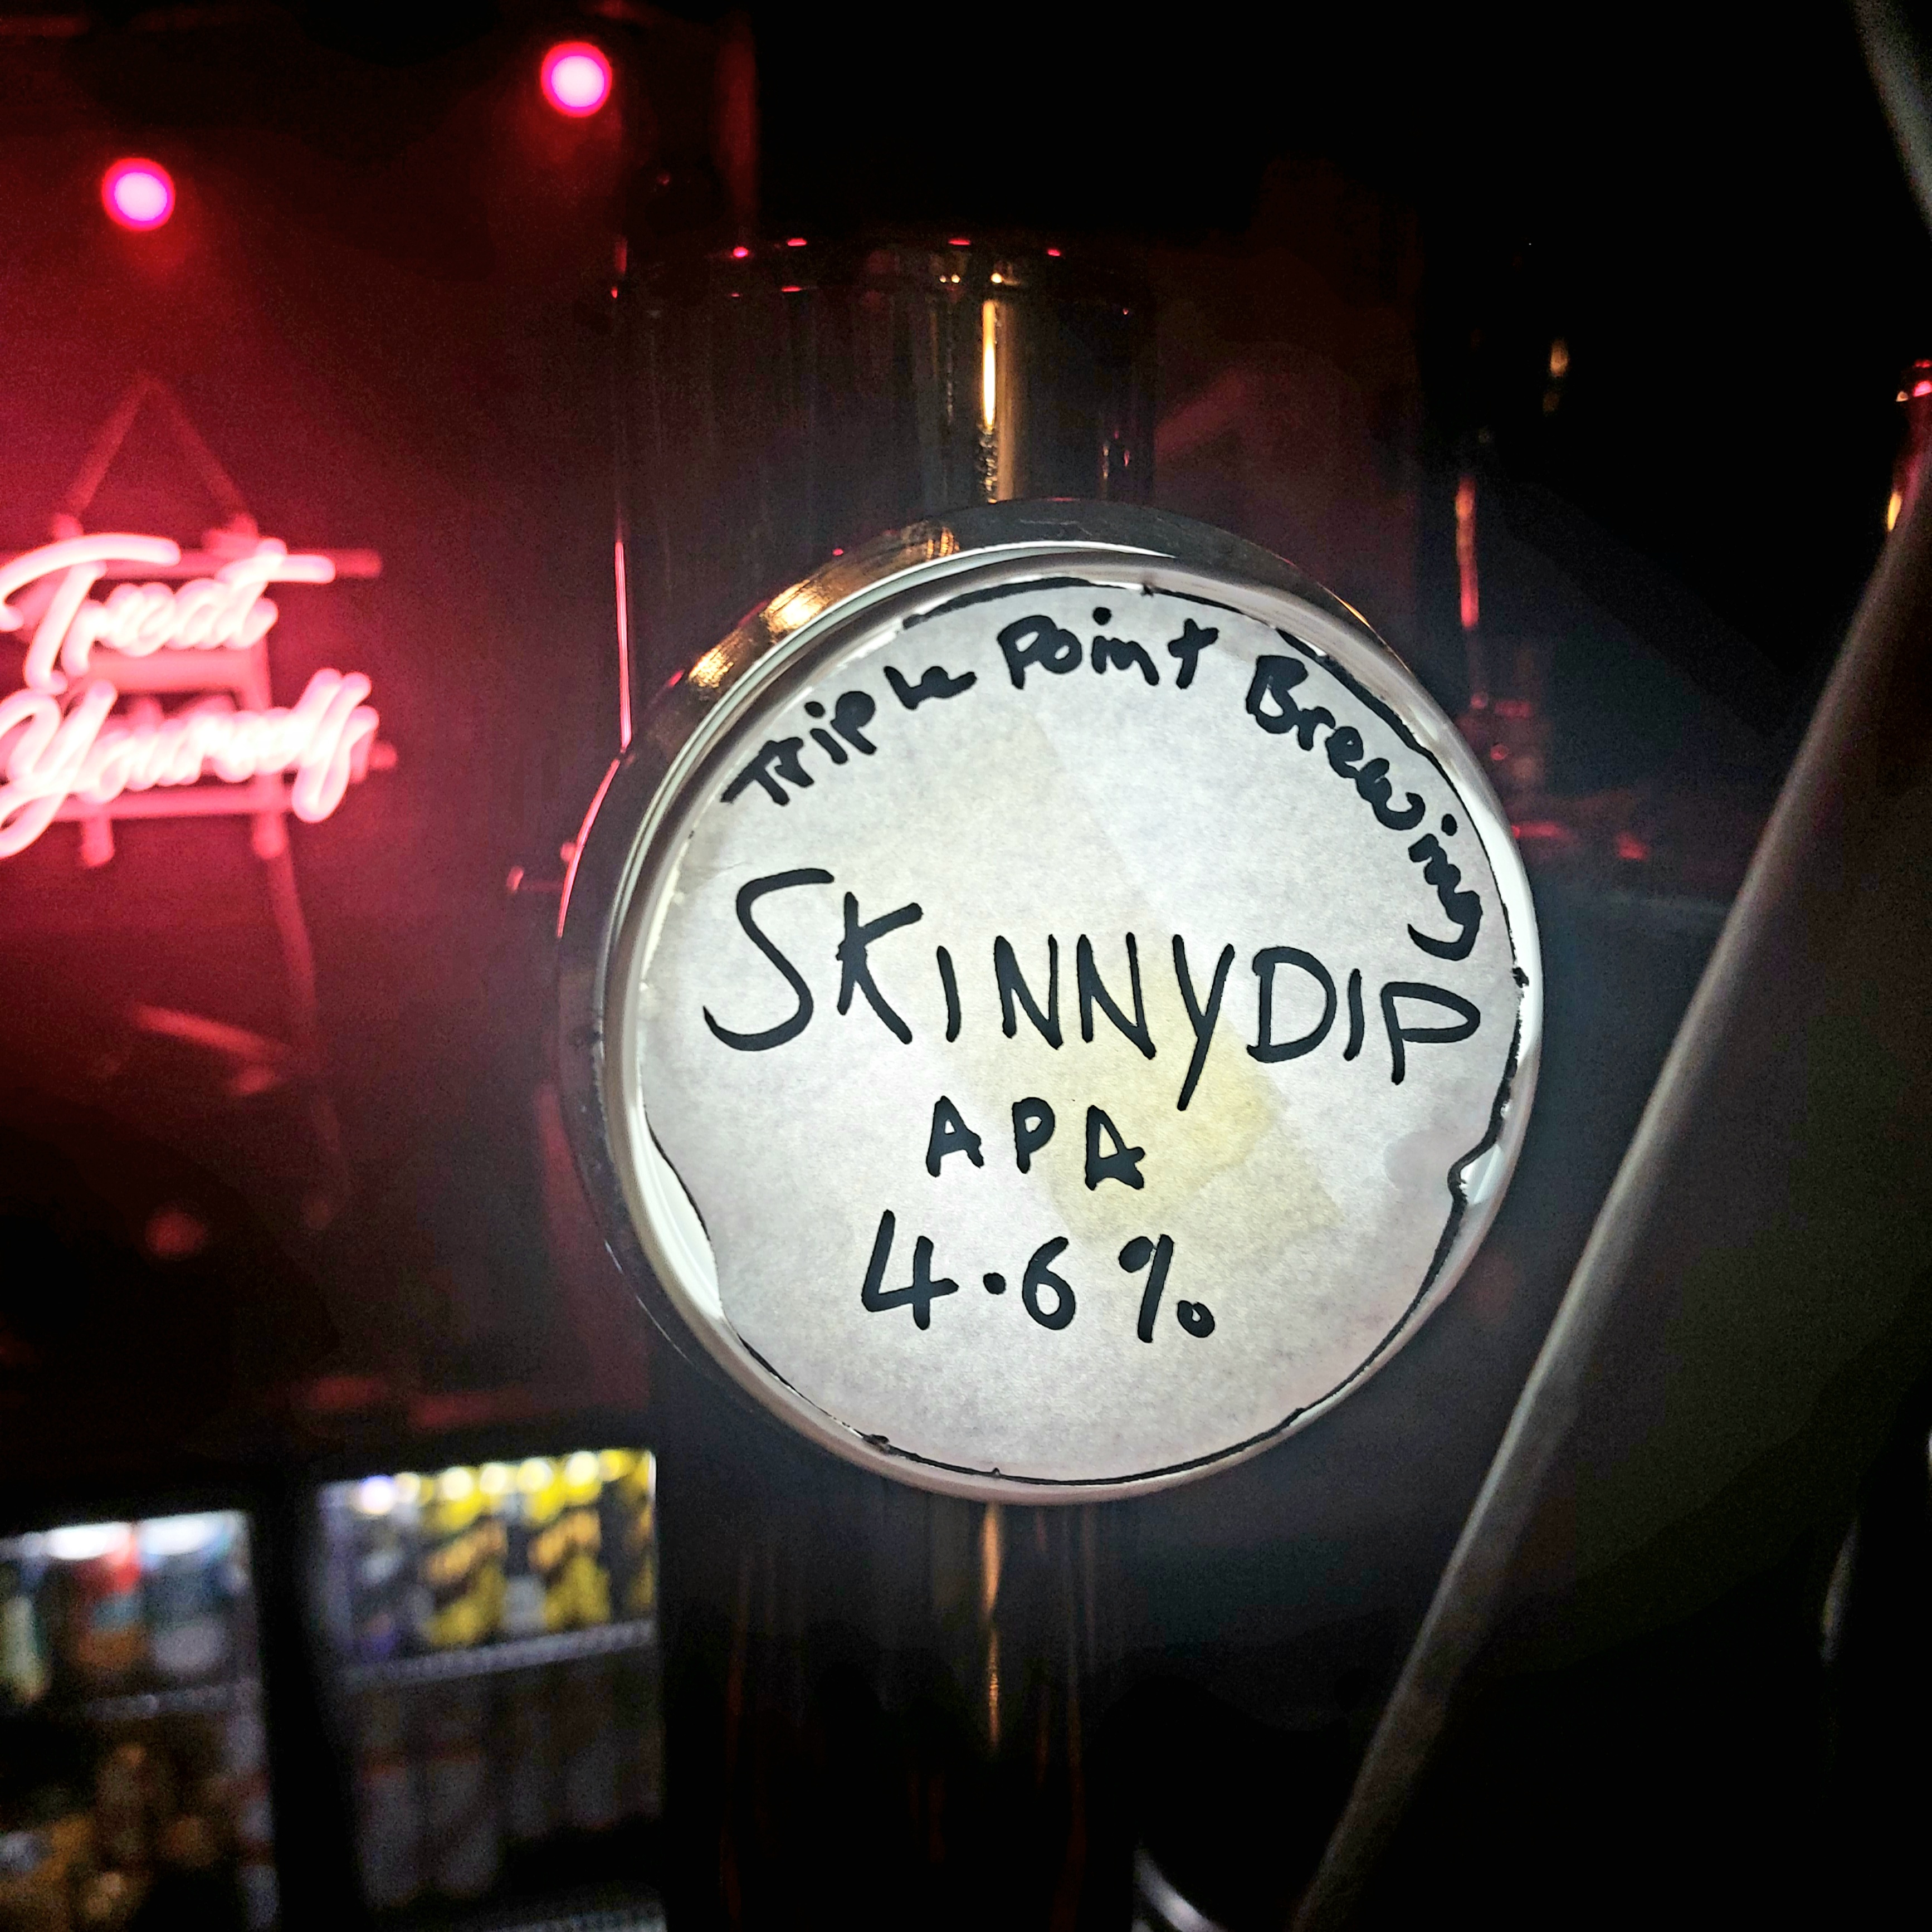 Treat
Yourself
Triple Point Brewing
SKINNYDIP
APA
4.6%